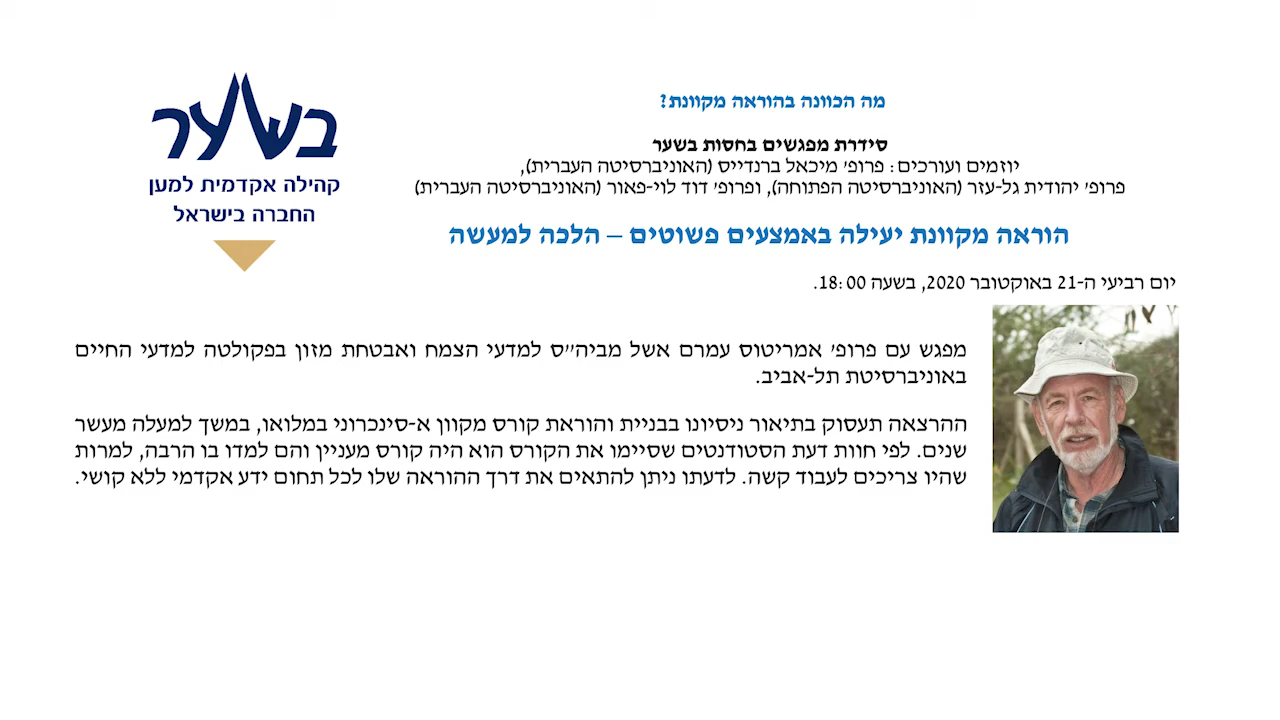 בשער
קהילה אקדמית למען
החברה בישראל
מה הכוונה בהוראה מקוונת?
סידרת מפגשים בחסות בשער
יוזמים ועורכים: פרופ׳ מיכאל ברנדייס (האוניברסיטה העברית),
פרופ׳ יהודית גל-עזר (האוניברסיטה הפתוחה), ופרופ׳ דוד לוי-פאור (האוניברסיטה העברית)
הוראה מקוונת יעילה באמצעים פשוטים – הלכה למעשה
יום רביעי ה-21 באוקטובר 2020, בשעה 18:00.
מפגש עם פרופ׳ אמריטוס עמרם אשל מביה״ס למדעי הצמח ואבטחת מזון בפקולטה למדעי החיים
באוניברסיטת תל-אביב.
ההרצאה תעסוק בתיאור ניסיונו בבניית והוראת קורס מקוון א-סינכרוני במלואו, במשך למעלה מעשר
שנים. לפי חוות דעת הסטודנטים שסיימו את הקורס הוא היה קורס מעניין והם למדו בו הרבה, למרות
שהיו צריכים לעבוד קשה. לדעתו ניתן להתאים את דרך ההוראה שלו לכל תחום ידע אקדמי ללא קושי.